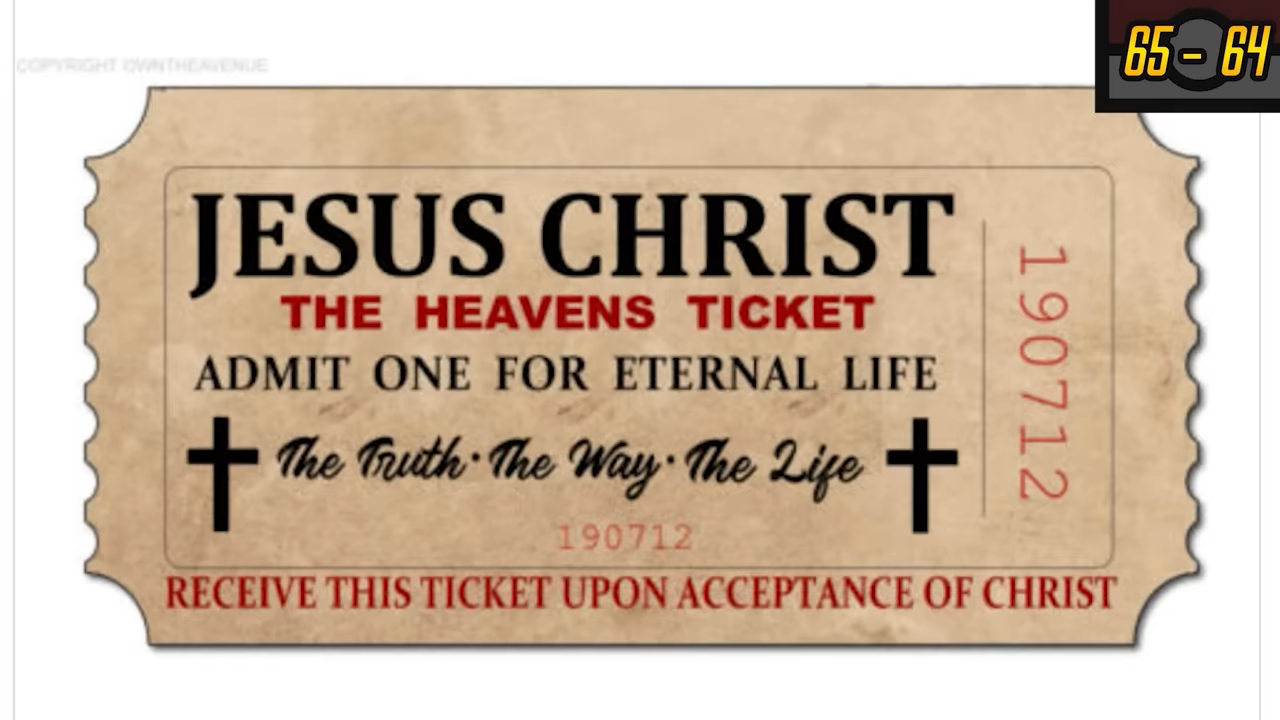 COPYRIGHT OWNTHEAVENUE
65 - 64
JESUS CHRIST
THE HEAVENS TICKET
ADMIT ONE FOR ETERNAL LIFE
The Truth · The Way · The Life
190712
190712
RECEIVE THIS TICKET UPON ACCEPTANCE OF CHRIST